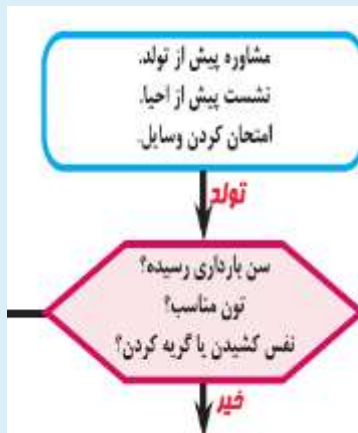 مشاوره پیش از تولد.
نشست پیش از احیا.
امتحان کردن وسایل.
تولد
سن بارداری رسیده؟
تون مناسب؟
نفس کشیدن یا گریه کردن؟
خیر